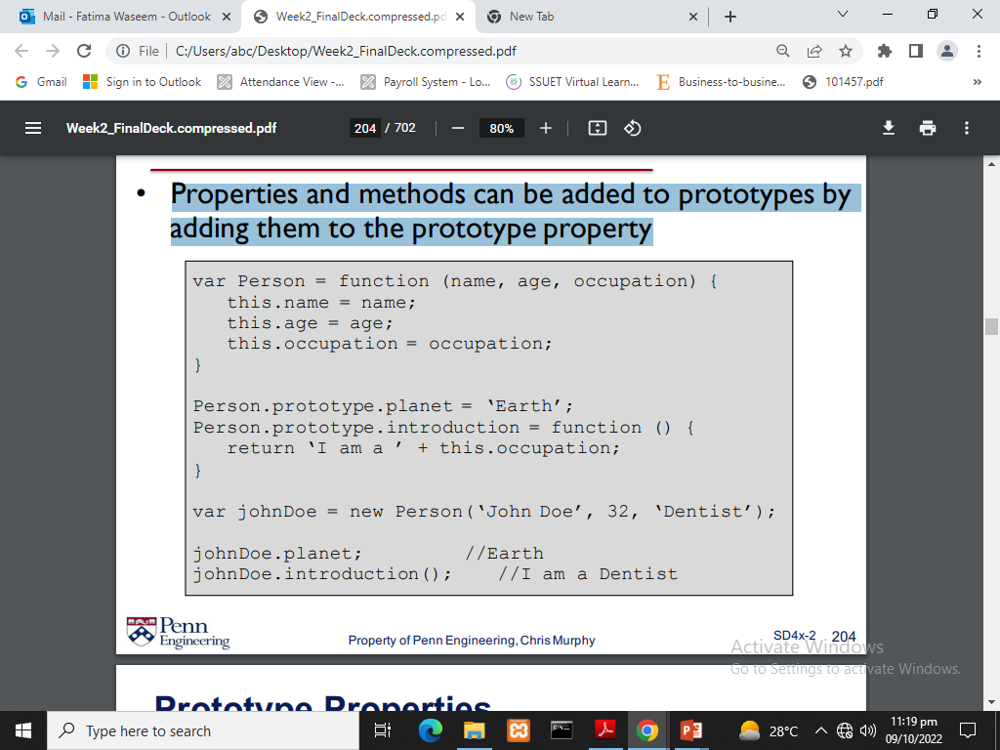 Mail - Fatima Waseem - Outlook
Week2_FinalDeck.compressed.pd
New Tab
File
C:/Users/abc/Desktop/Week2_FinalDeck.compressed.pdf
Gmail
Sign in to Outlook
Attendance View -...
Payroll System - Lo...
SSUET Virtual Learn...
Business-to-busine...
101457.pdf
»
Week2_FinalDeck.compressed.pdf
204 / 702
80%
• Properties and methods can be added to prototypes by
adding them to the prototype property
var Person = function (name, age, occupation) {
this.name = name;
this.age = age;
this.occupation = occupation;
}
Person.prototype.planet = ‘Earth’;
Person.prototype.introduction = function () {
return ‘I am a ’ + this.occupation;
}
var johnDoe = new Person(‘John Doe’, 32, ‘Dentist’);
johnDoe.planet; //Earth
johnDoe.introduction(); //I am a Dentist
Penn
Engineering
Property of Penn Engineering, Chris Murphy
SD4x-2 204
Activate Windows
Go to Settings to activate Windows.
Prototype Properties
Type here to search
28°C
11:19 pm
09/10/2022